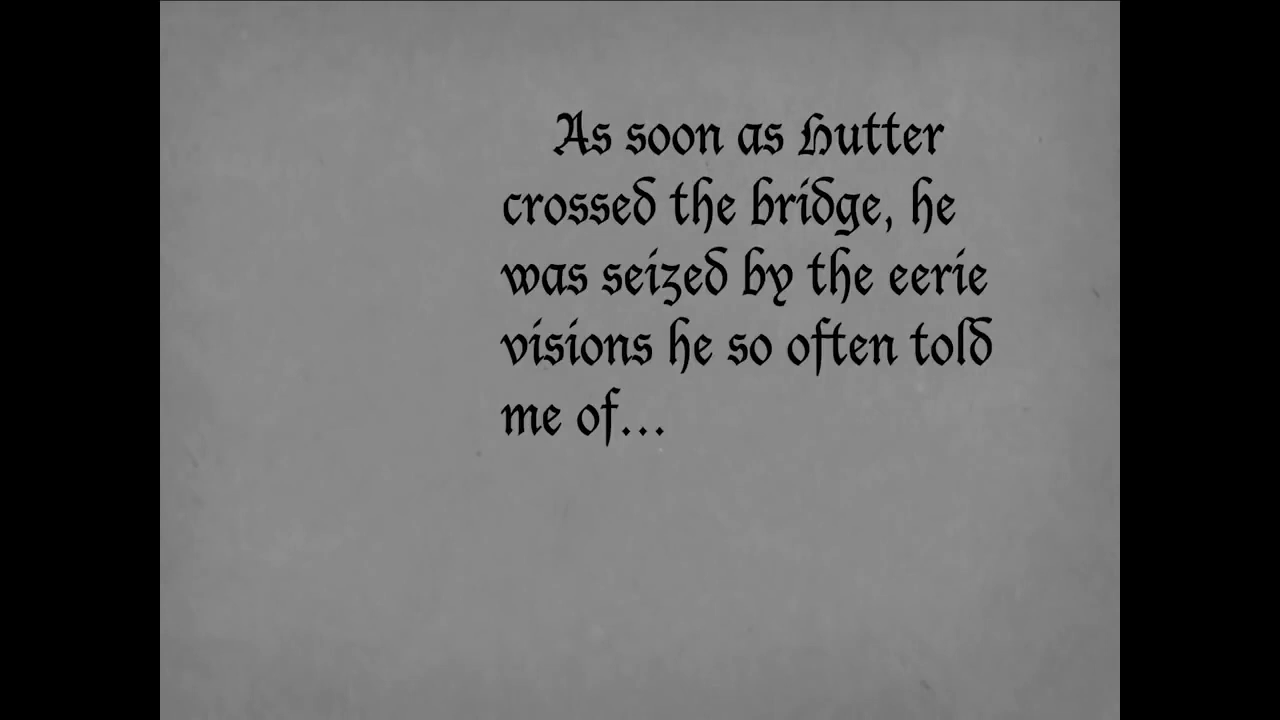 As soon as Hutter
crossed the bridge, he
was seized by the eerie
visions he so often told
me of...